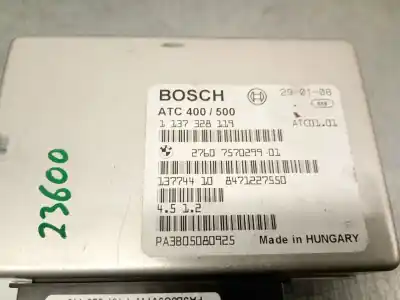 BOSCH
29-01-08
ATC 400 / 500
1 137 328 119
ATC01.01
2760 7570299 01
137744 10 8471227550
4.5 1.2
PA3B05080925
Made in HUNGARY
23600